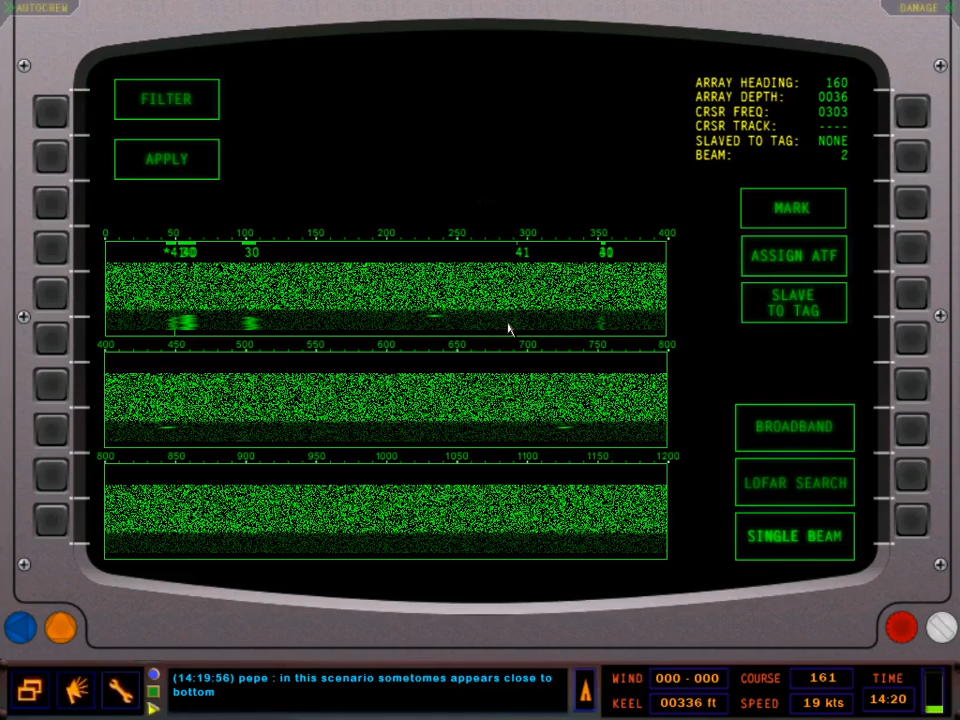 AUTOCREW
DAMAGE
FILTER
APPLY
ARRAY HEADING: 160
ARRAY DEPTH: 0036
CRSR FREQ: 0303
CRSR TRACK: ----
SLAVED TO TAG: NONE
BEAM: 2
MARK
ASSIGN ATF
SLAVE
TO TAG
0 50 100 150 200 250 300 350 400
30 41
400 450 500 550 600 650 700 750 800
800 850 900 950 1000 1050 1100 1150 1200
BROADBAND
LOFAR SEARCH
SINGLE BEAM
(14:19:56) pepe : in this scenario sometomes appears close to
bottom
WIND 000 - 000 COURSE 161 TIME
KEEL 00336 ft SPEED 19 kts 14:20